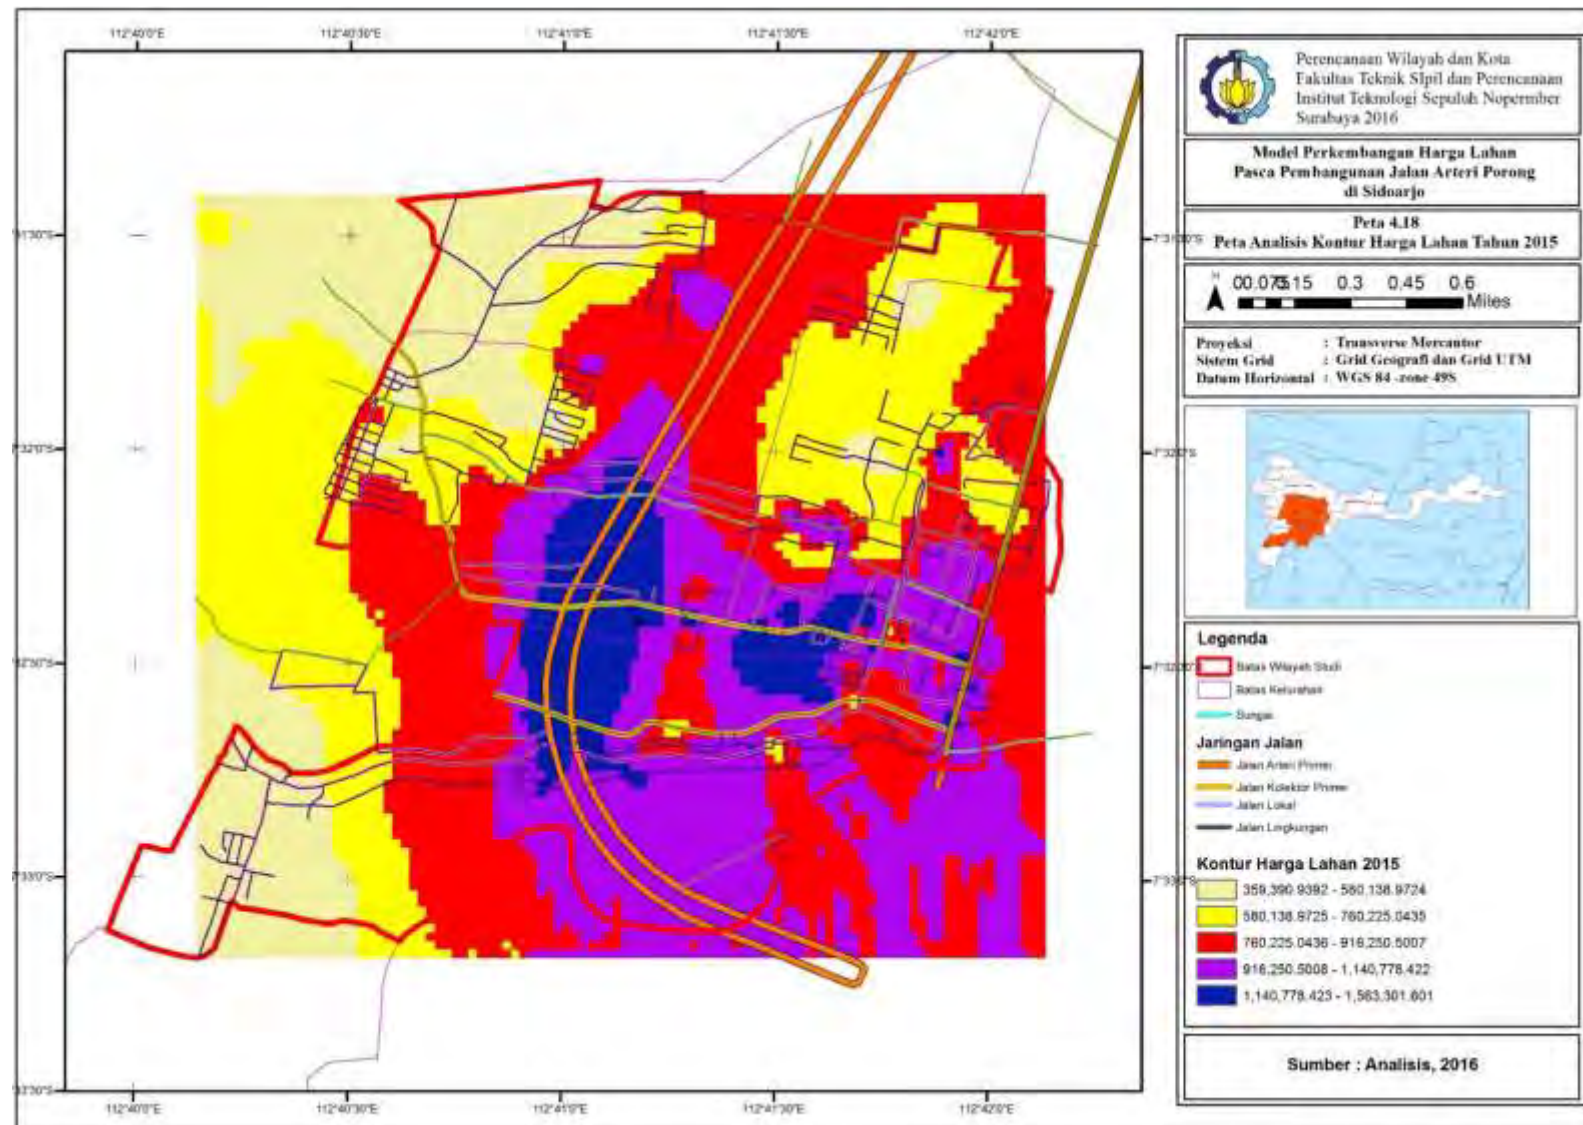 112°40'0"E 112°40'30"E 112°41'0"E 112°41'30"E 112°42'0"E
Perencanaan Wilayah dan Kota
Fakultas Teknik SIpil dan Perencanaan
Institut Teknologi Sepuluh Nopermber
Surabaya 2016
Model Perkembangan Harga Lahan
Pasca Pembangunan Jalan Arteri Porong
di Sidoarjo
Peta 4.18
Peta Analisis Kontur Harga Lahan Tahun 2015
0.3 0.45 0.6
Miles
Proyeksi : Transverse Mercantor
Sistem Grid : Grid Geografi dan Grid UTM
Datum Horizontal : WGS 84 -zone 49S
Legenda
Batas Wilayah Studi
Batas Kelurahan
Sungai
Jaringan Jalan
Jalan Arteri Primer
Jalan Kolektor Primer
Jalan Lokal
Jalan Lingkungan
Kontur Harga Lahan 2015
359,390.9392 - 580,138.9724
580,138.9725 - 760,225.0435
760,225.0436 - 916,250.5007
916,250.5008 - 1,140,778.422
1,140,778.423 - 1,563,301.601
Sumber : Analisis, 2016
112°40'0"E 112°40'30"E 112°41'0"E 112°41'30"E 112°42'0"E